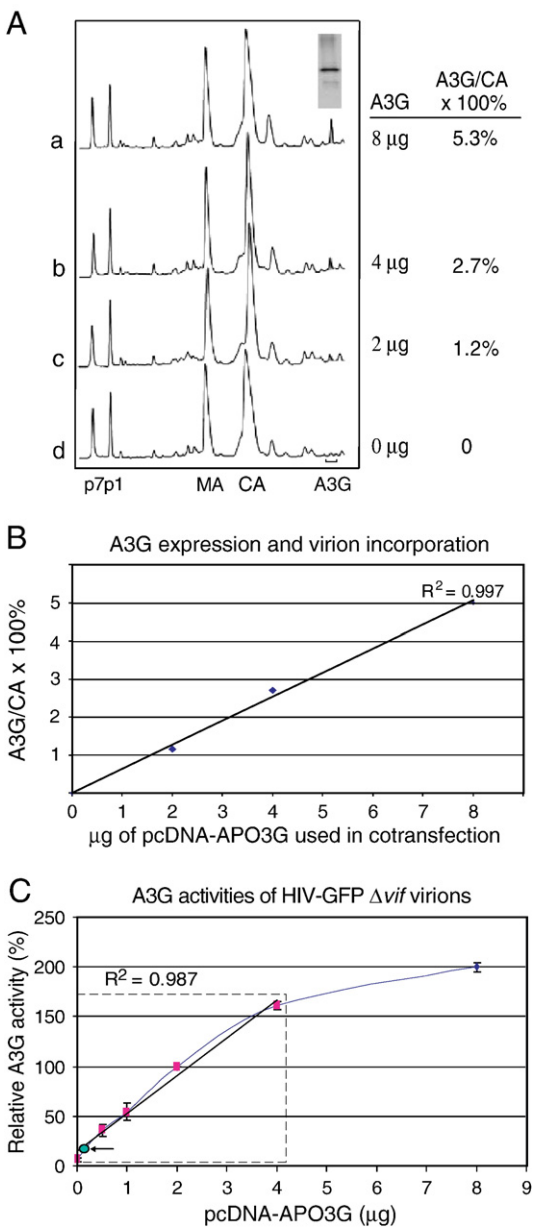 A
A3G
A3G/CA
x 100%
a
8 μg
5.3%
b
4 μg
2.7%
c
2 μg
1.2%
d
0 μg
0
p7p1
MA
CA
A3G
B
A3G expression and virion incorporation
R2 = 0.997
A3G/CA x 100%
5
4
3
2
1
0
1
2
3
4
5
6
7
8
μg of pcDNA-APO3G used in cotransfection
C
A3G activities of HIV-GFP Δvif virions
Relative A3G activity (%)
250
200
150
100
50
0
R2 = 0.987
0
1
2
3
4
5
6
7
8
9
pcDNA-APO3G (μg)